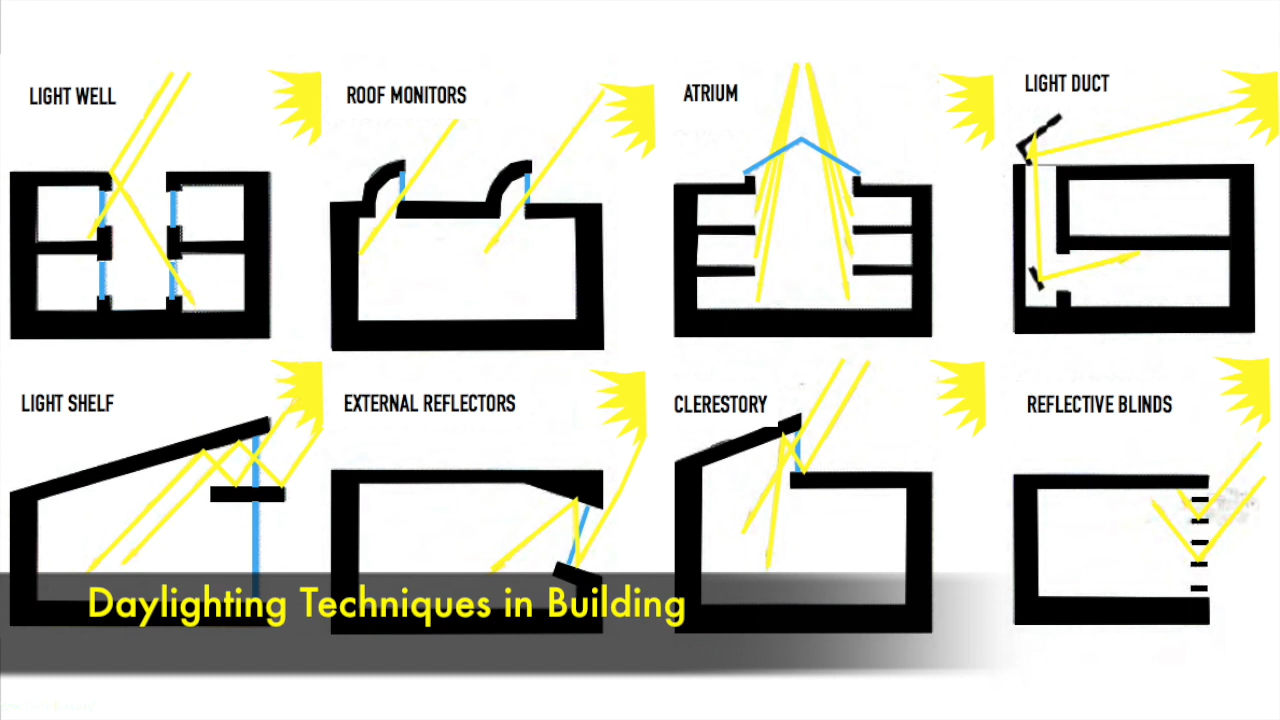 LIGHT WELL
ROOF MONITORS
ATRIUM
LIGHT DUCT
LIGHT SHELF
EXTERNAL REFLECTORS
CLERESTORY
REFLECTIVE BLINDS
Daylighting Techniques in Building